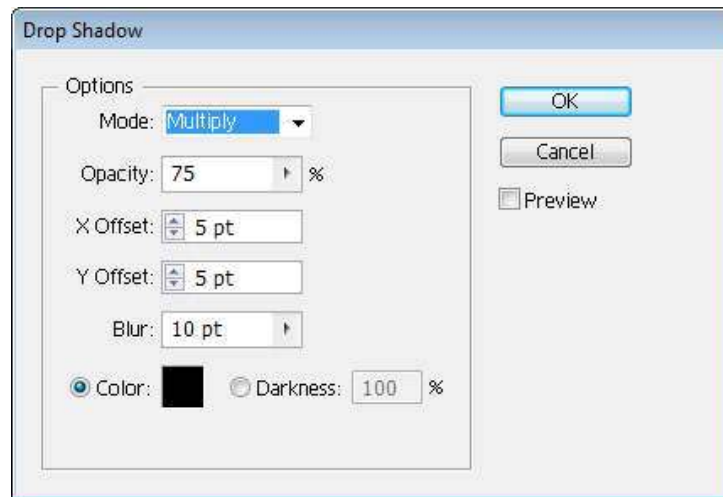 Drop Shadow
Options
Mode: Multiply
Opacity: 75 %
X Offset: 5 pt
Y Offset: 5 pt
Blur: 10 pt
Color: Darkness: 100 %
OK
Cancel
Preview